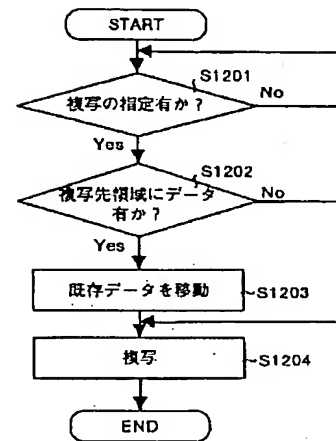 START
S1201
複写の指定有か?
No
Yes
S1202
複写先領域にデータ
有か?
No
Yes
既存データを移動
S1203
複写
S1204
END